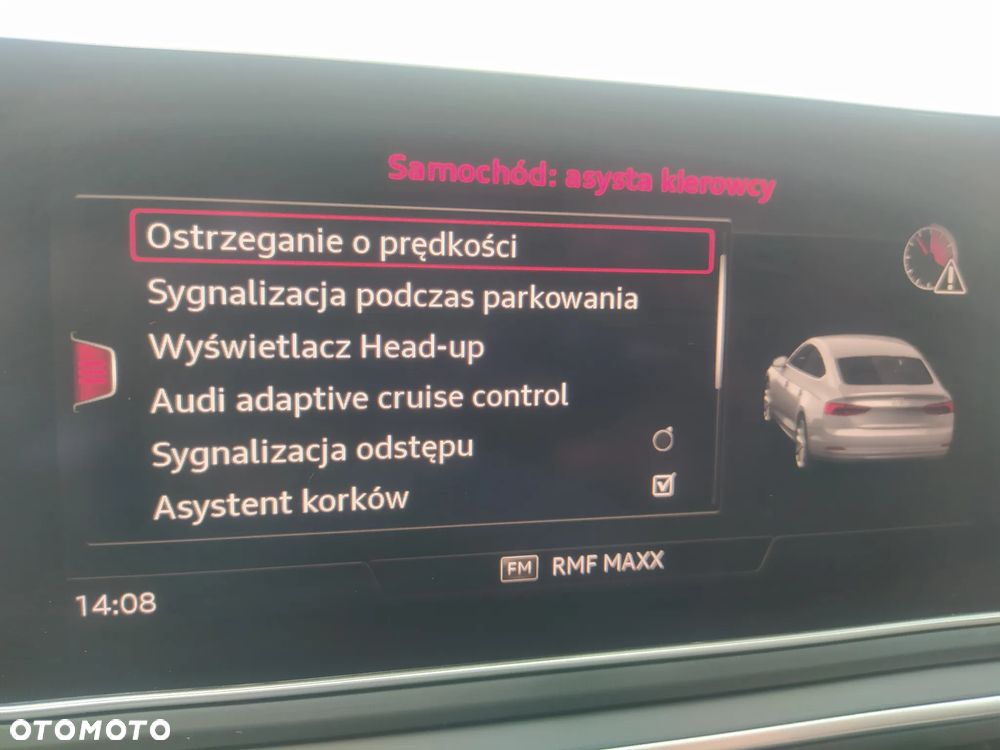 Samochód: asysta kierowcy
Ostrzeganie o prędkości
Sygnalizacja podczas parkowania
Wyświetlacz Head-up
Audi adaptive cruise control
Sygnalizacja odstępu
Asystent korków
FM RMF MAXX
14:08
OTOMOTO